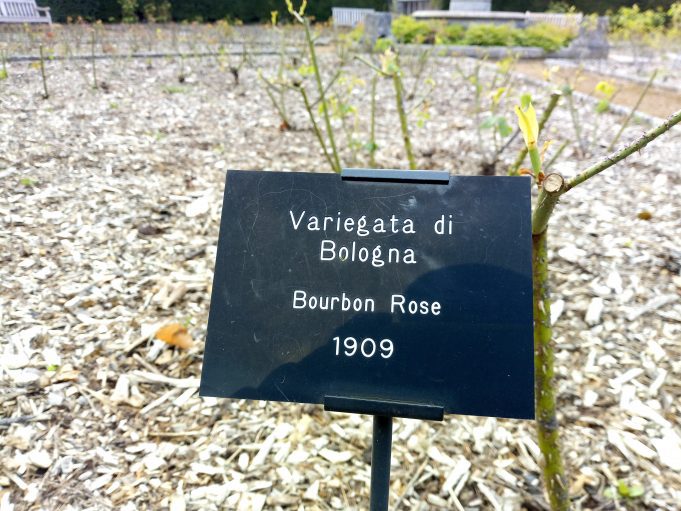 Variegata di
Bologna
Bourbon Rose
1909